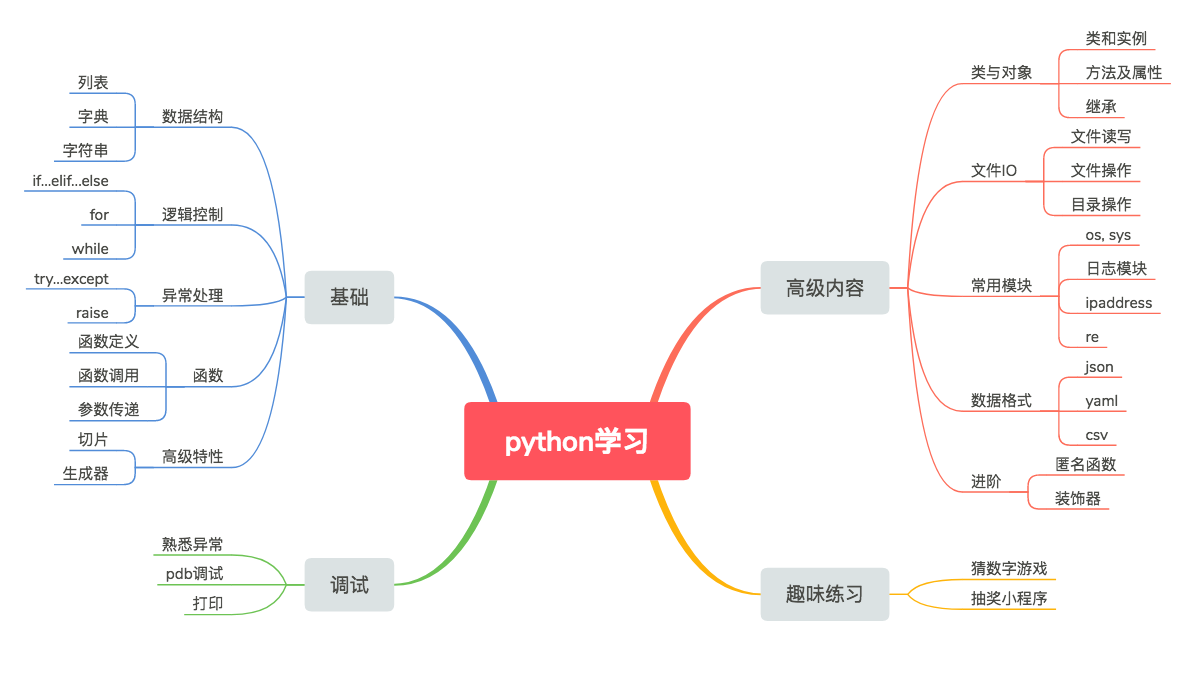 python学习
基础
数据结构
列表
字典
字符串
逻辑控制
if...elif...else
for
while
异常处理
try...except
raise
函数
函数定义
函数调用
参数传递
高级特性
切片
生成器
调试
熟悉异常
pdb调试
打印
高级内容
类与对象
类和实例
方法及属性
继承
文件IO
文件读写
文件操作
目录操作
常用模块
os, sys
日志模块
ipaddress
re
数据格式
json
yaml
csv
进阶
匿名函数
装饰器
趣味练习
猜数字游戏
抽奖小程序